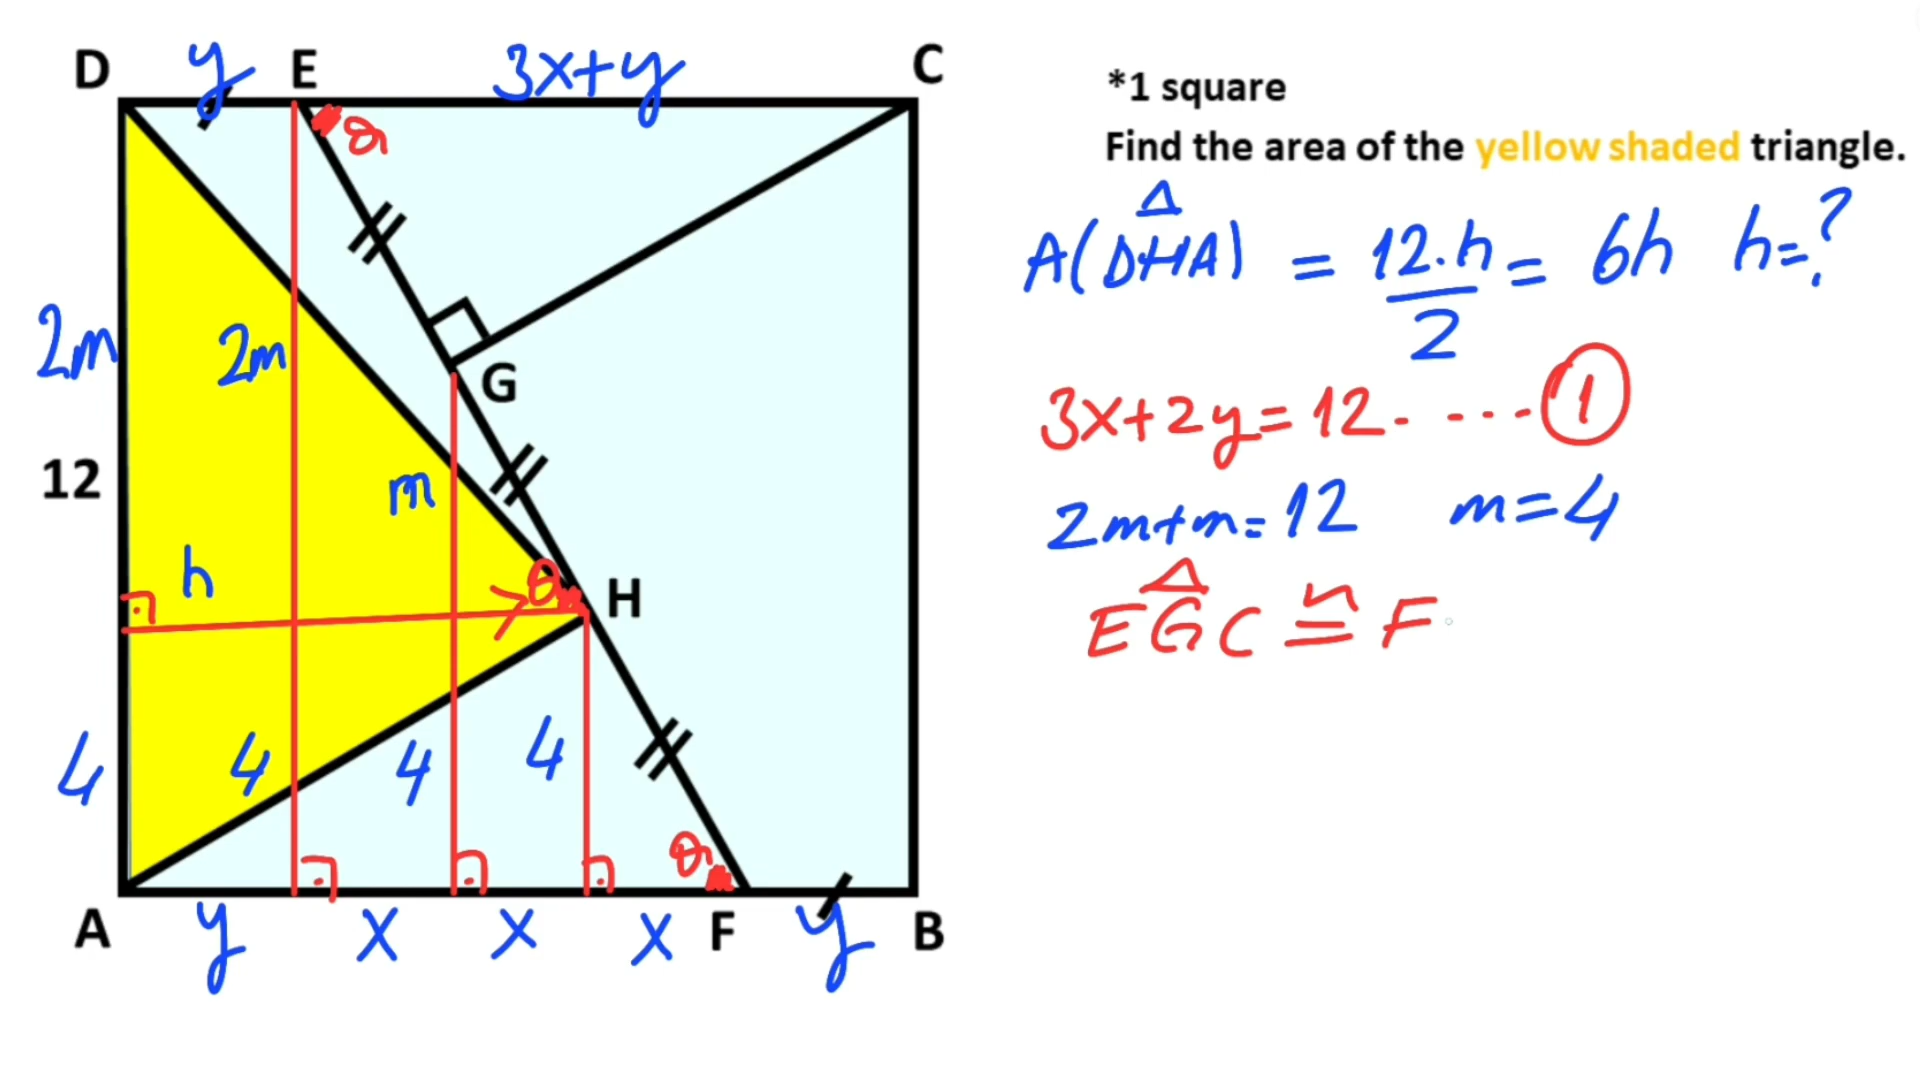 D y E 3x+y C
θ
2m 2m G
m
12
h θ H
4 4 4 4
θ
A y x x x F y B
*1 square
Find the area of the yellow shaded triangle.
A(DHA) = 12.h/2 = 6h h=?
3x+2y=12. ... 1
2m+m=12 m=4
EGC ≅ F